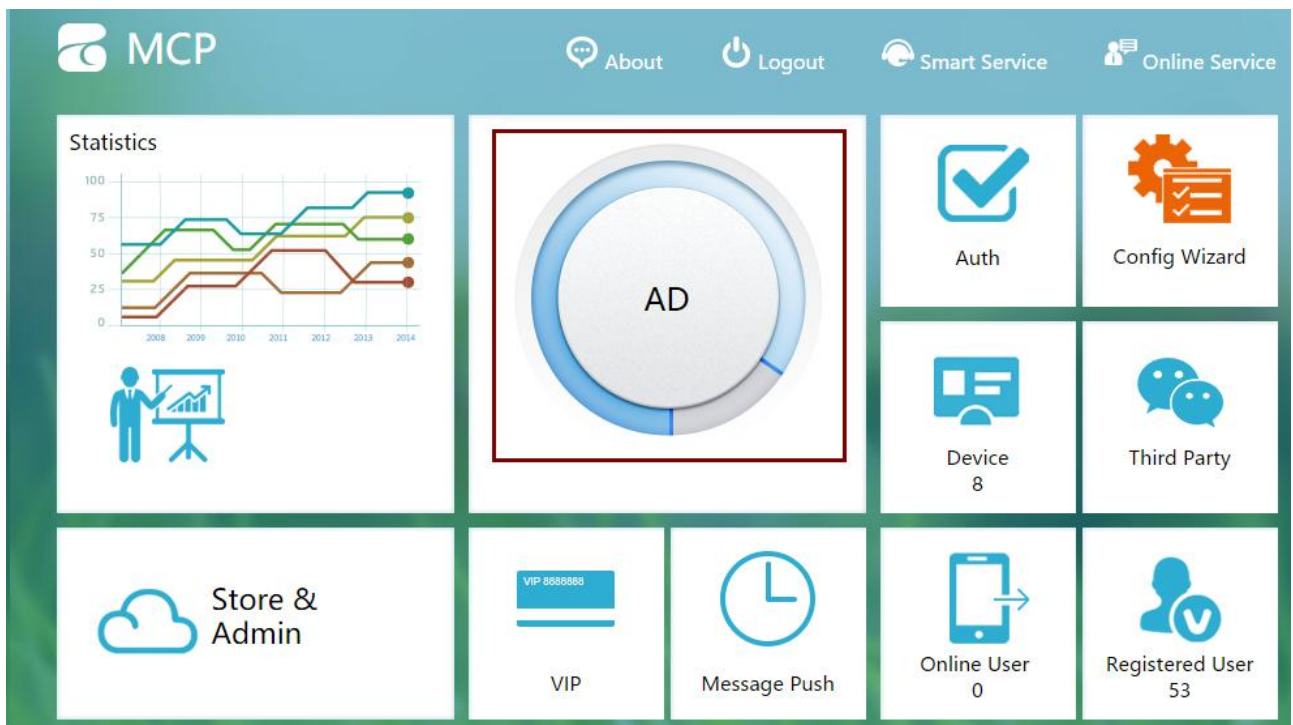 MCP
About
Logout
Smart Service
Online Service
Statistics
100
75
50
25
0
2008 2009 2010 2011 2012 2013 2014
AD
Auth
Config Wizard
Device
8
Third Party
Store &
Admin
VIP 8888888
VIP
Message Push
Online User
0
Registered User
53